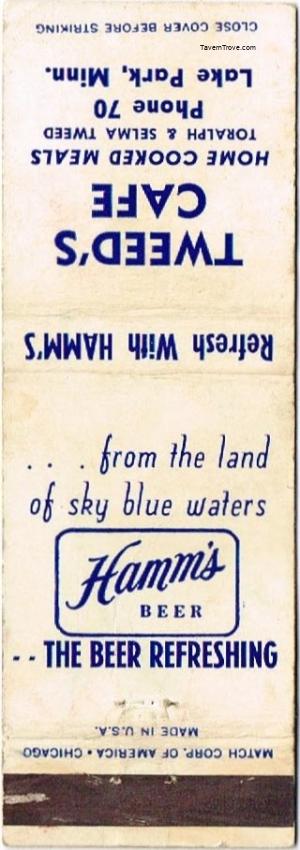 TavernTrove.com
TWEED'S
CAFE
HOME COOKED MEALS
TORALPH & SELMA TWEED
Phone 70
Lake Park, Minn.
CLOSE COVER BEFORE STRIKING
Refresh With HAMM'S
. . . from the land
of sky blue waters
Hamm's
BEER
-- THE BEER REFRESHING
MADE IN U.S.A.
MATCH CORP. OF AMERICA • CHICAGO